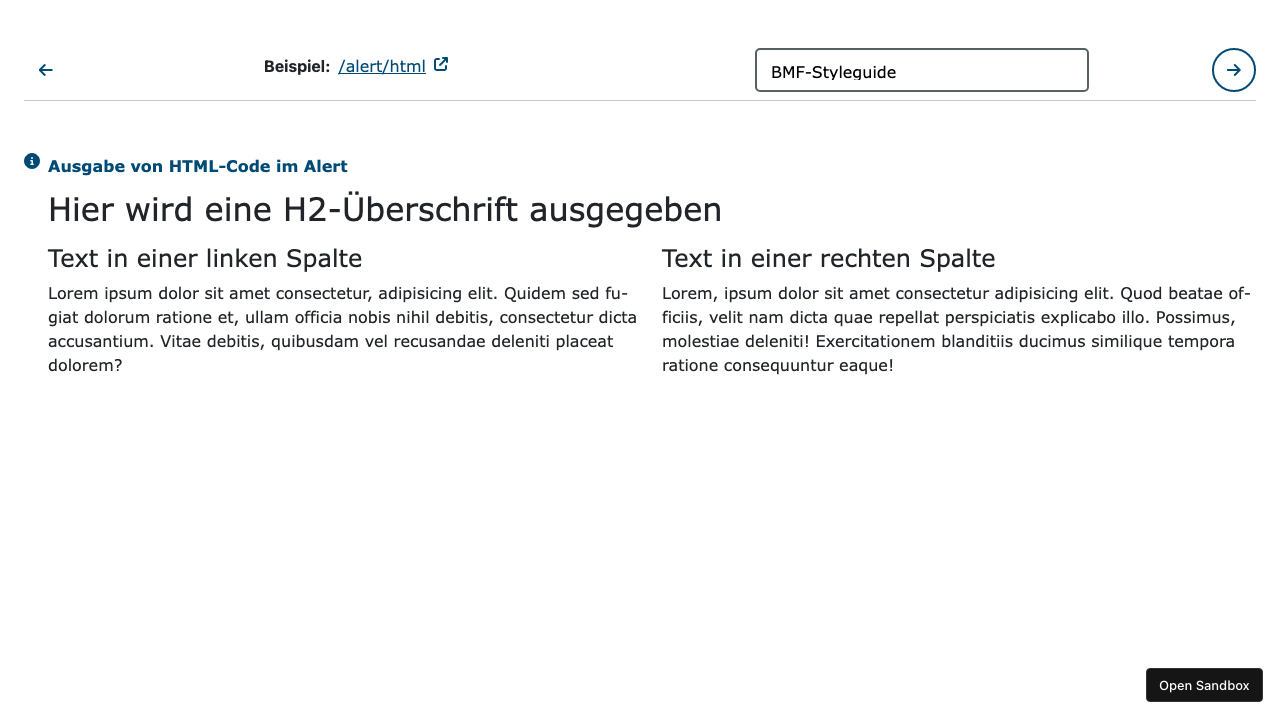 Beispiel: /alert/html
BMF-Styleguide
Ausgabe von HTML-Code im Alert
Hier wird eine H2-Überschrift ausgegeben
Text in einer linken Spalte
Lorem ipsum dolor sit amet consectetur, adipisicing elit. Quidem sed fu-
giat dolorum ratione et, ullam officia nobis nihil debitis, consectetur dicta
accusantium. Vitae debitis, quibusdam vel recusandae deleniti placeat
dolorem?
Text in einer rechten Spalte
Lorem, ipsum dolor sit amet consectetur adipisicing elit. Quod beatae of-
ficiis, velit nam dicta quae repellat perspiciatis explicabo illo. Possimus,
molestiae deleniti! Exercitationem blanditiis ducimus similique tempora
ratione consequuntur eaque!
Open Sandbox